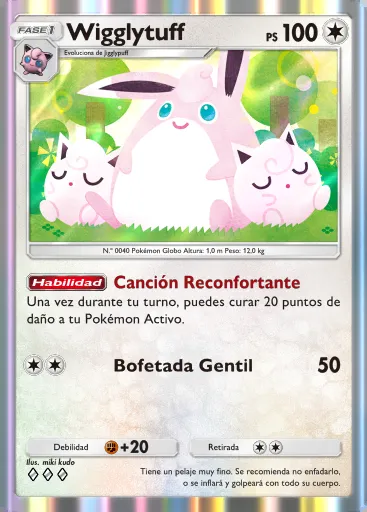 FASE 1 Wigglytuff PS 100
Evoluciona de Jigglypuff
N.º 0040 Pokémon Globo Altura: 1,0 m Peso: 12,0 kg
Habilidad Canción Reconfortante
Una vez durante tu turno, puedes curar 20 puntos de
daño a tu Pokémon Activo.
Bofetada Gentil 50
Debilidad +20 Retirada
Ilus. miki kudo
Tiene un pelaje muy fino. Se recomienda no enfadarlo,
o se inflará y golpeará con todo su cuerpo.